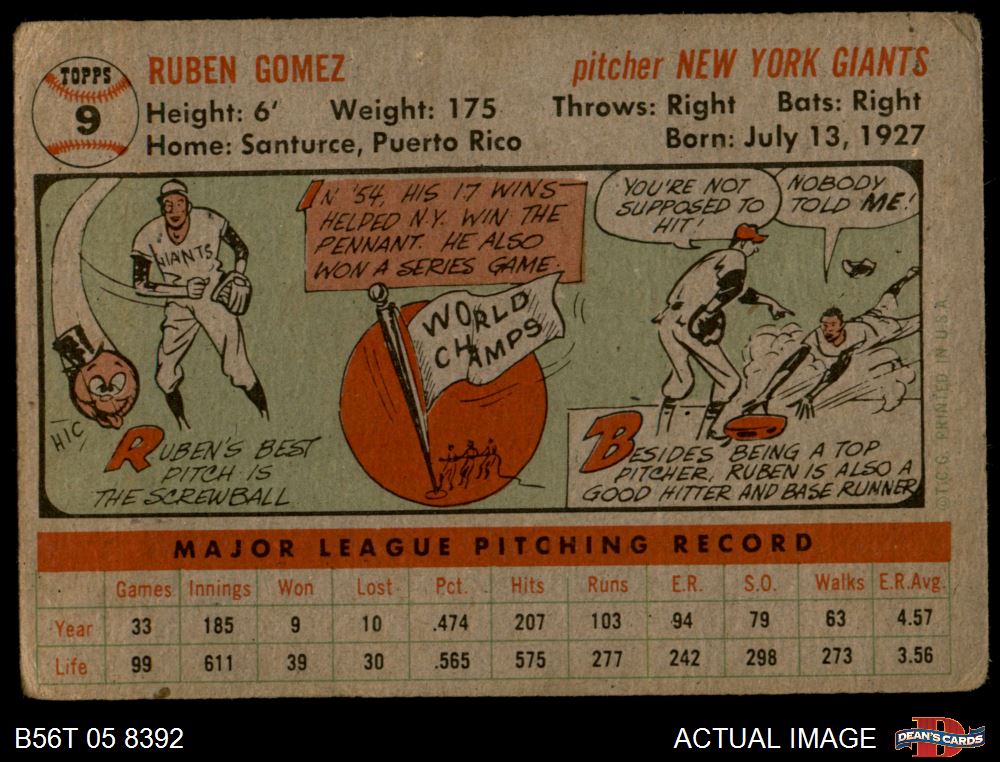 TOPPS
9
RUBEN GOMEZ
pitcher NEW YORK GIANTS
Height: 6' Weight: 175 Throws: Right Bats: Right
Home: Santurce, Puerto Rico Born: July 13, 1927
GIANTS
HIC
RUBEN'S BEST
PITCH IS
THE SCREWBALL
IN '54, HIS 17 WINS
HELPED N.Y. WIN THE
PENNANT. HE ALSO
WON A SERIES GAME.
WORLD
CHAMPS
YOU'RE NOT
SUPPOSED TO
HIT!
NOBODY
TOLD ME!
BESIDES BEING A TOP
PITCHER, RUBEN IS ALSO A
GOOD HITTER AND BASE RUNNER
©T.C.G. PRINTED IN U.S.A.
MAJOR LEAGUE PITCHING RECORD
Games Innings Won Lost Pct. Hits Runs E.R. S.O. Walks E.R.Avg.
Year 33 185 9 10 .474 207 103 94 79 63 4.57
Life 99 611 39 30 .565 575 277 242 298 273 3.56
B56T 05 8392
ACTUAL IMAGE
DEAN'S CARDS